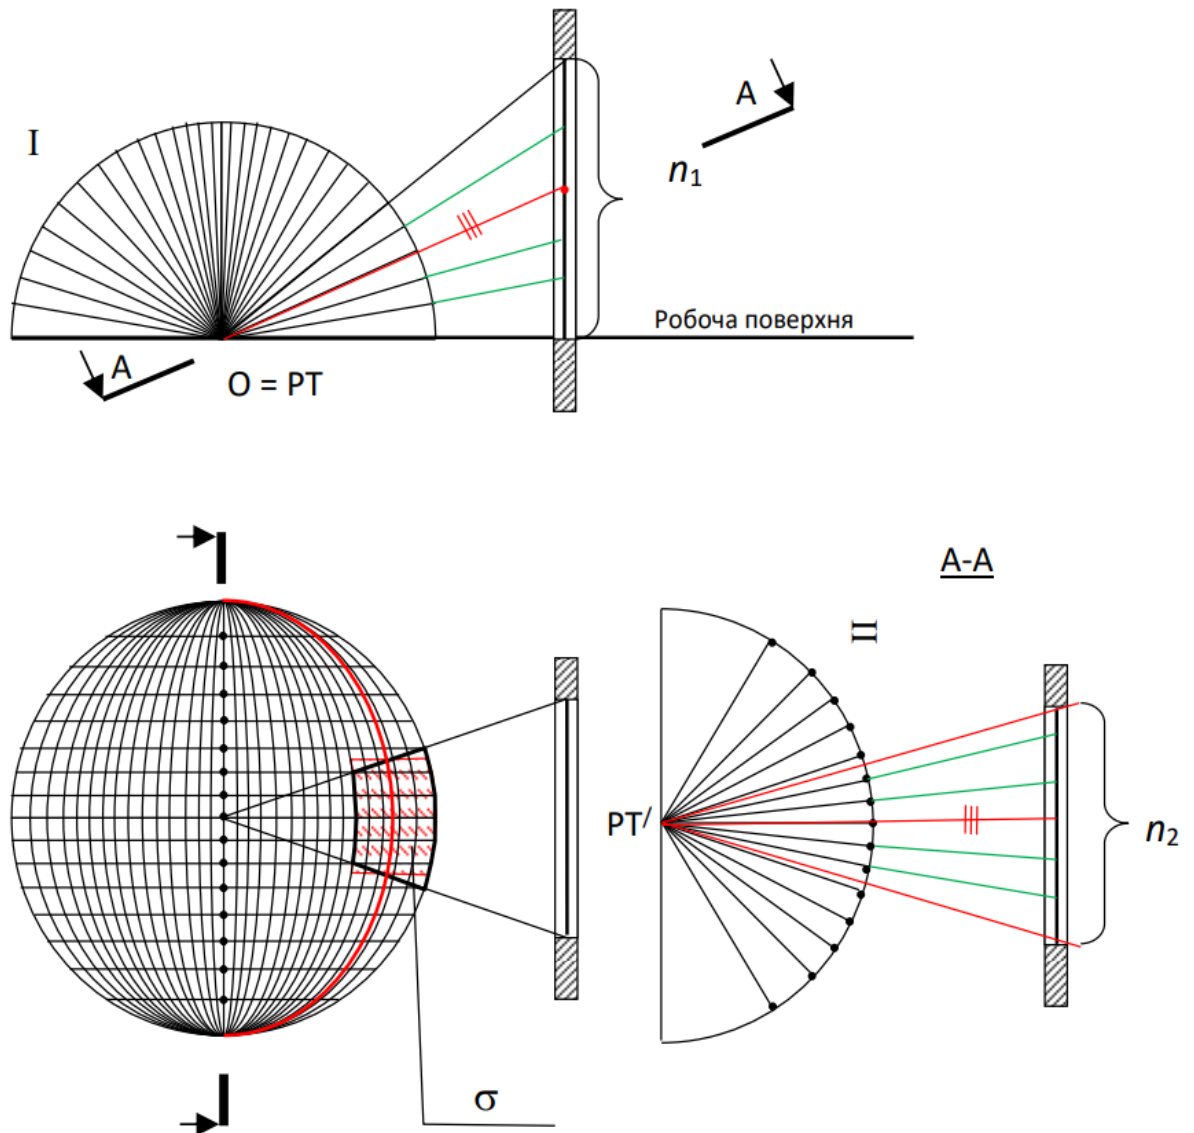 I
A
n₁
Робоча поверхня
A
O = PT
A-A
II
PT/
n₂
σ